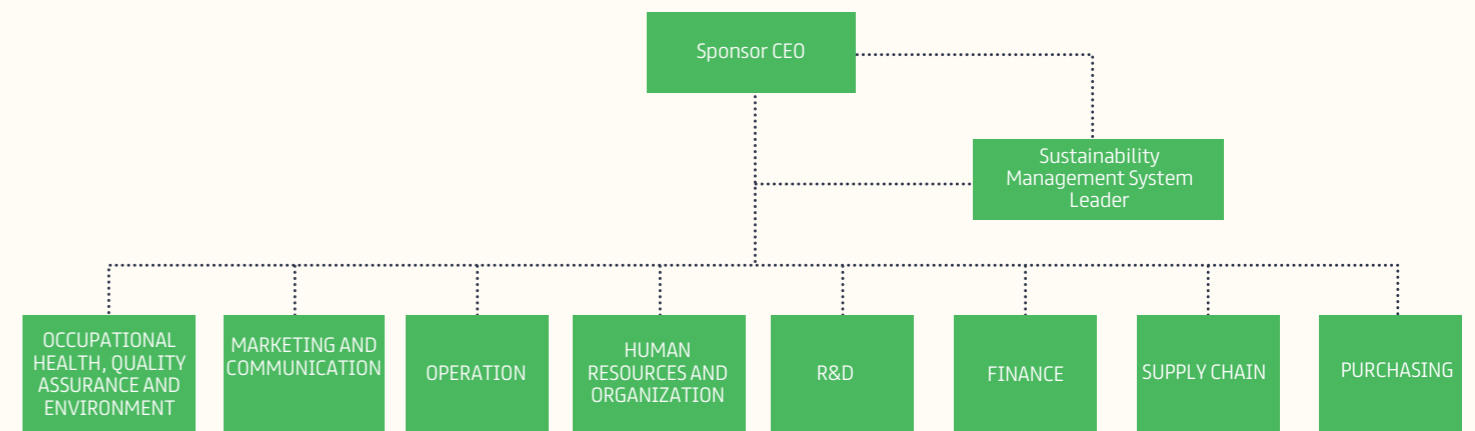 Sponsor CEO
Sustainability
Management System
Leader
OCCUPATIONAL
HEALTH, QUALITY
ASSURANCE AND
ENVIRONMENT
MARKETING AND
COMMUNICATION
OPERATION
HUMAN
RESOURCES AND
ORGANIZATION
R&D
FINANCE
SUPPLY CHAIN
PURCHASING